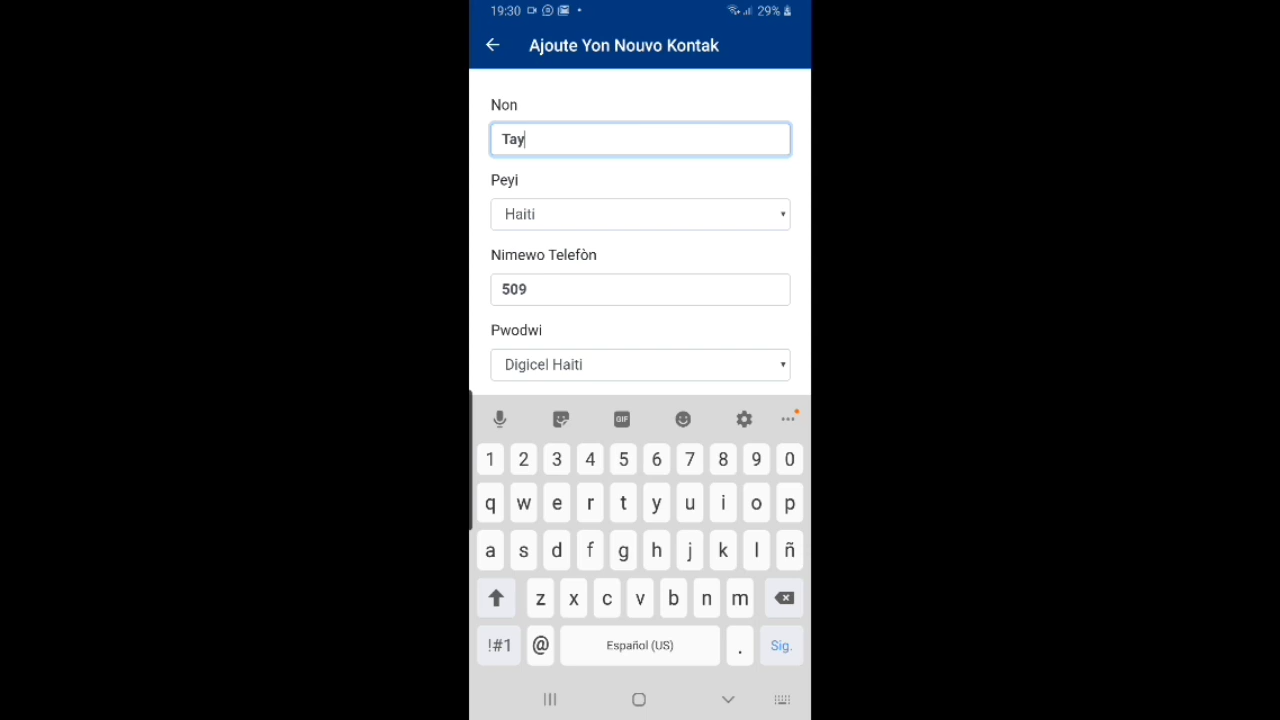 19:30 29%
Ajoute Yon Nouvo Kontak
Non
Tay
Peyi
Haiti
Nimewo Telefòn
509
Pwodwi
Digicel Haiti
GIF
1 2 3 4 5 6 7 8 9 0
q w e r t y u i o p
a s d f g h j k l ñ
z x c v b n m
!#1 @ Español (US) . Sig.